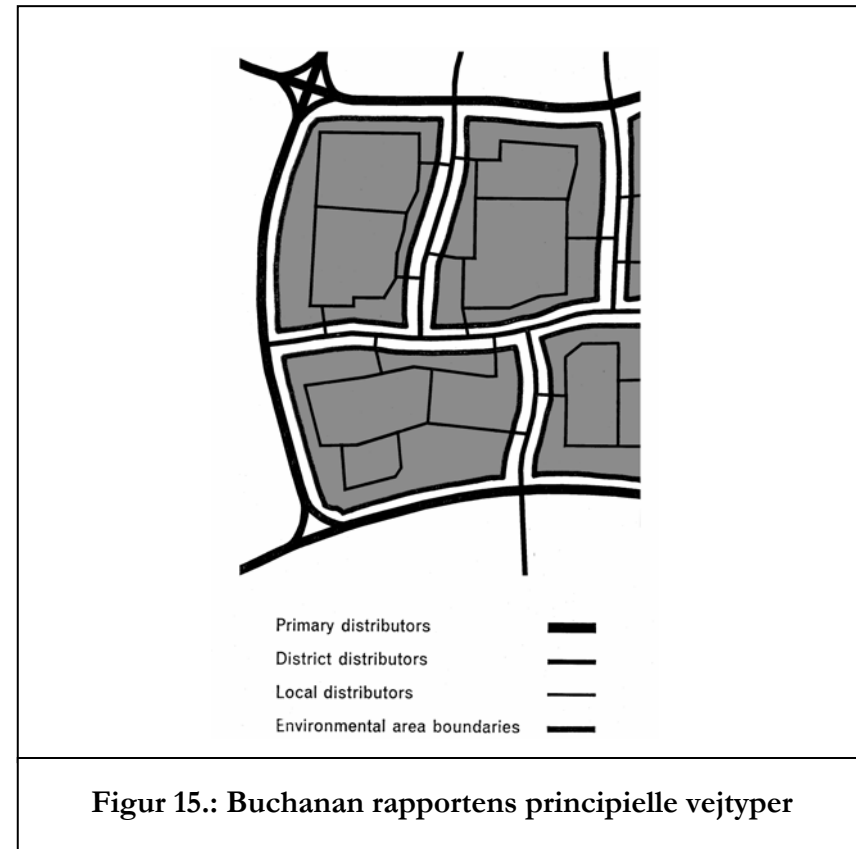 Primary distributors
District distributors
Local distributors
Environmental area boundaries
Figur 15.: Buchanan rapportens principielle vejtyper